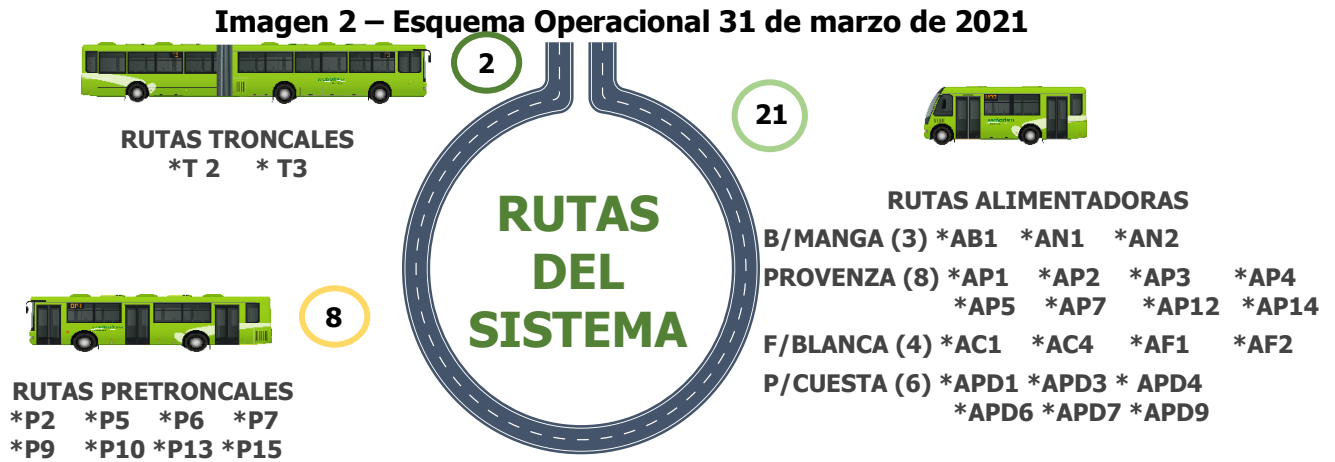 Imagen 2 – Esquema Operacional 31 de marzo de 2021
2
21
RUTAS TRONCALES
*T 2 * T3
RUTAS
DEL
SISTEMA
8
RUTAS PRETRONCALES
*P2 *P5 *P6 *P7
*P9 *P10 *P13 *P15
RUTAS ALIMENTADORAS
B/MANGA (3) *AB1 *AN1 *AN2
PROVENZA (8) *AP1 *AP2 *AP3 *AP4
*AP5 *AP7 *AP12 *AP14
F/BLANCA (4) *AC1 *AC4 *AF1 *AF2
P/CUESTA (6) *APD1 *APD3 * APD4
*APD6 *APD7 *APD9